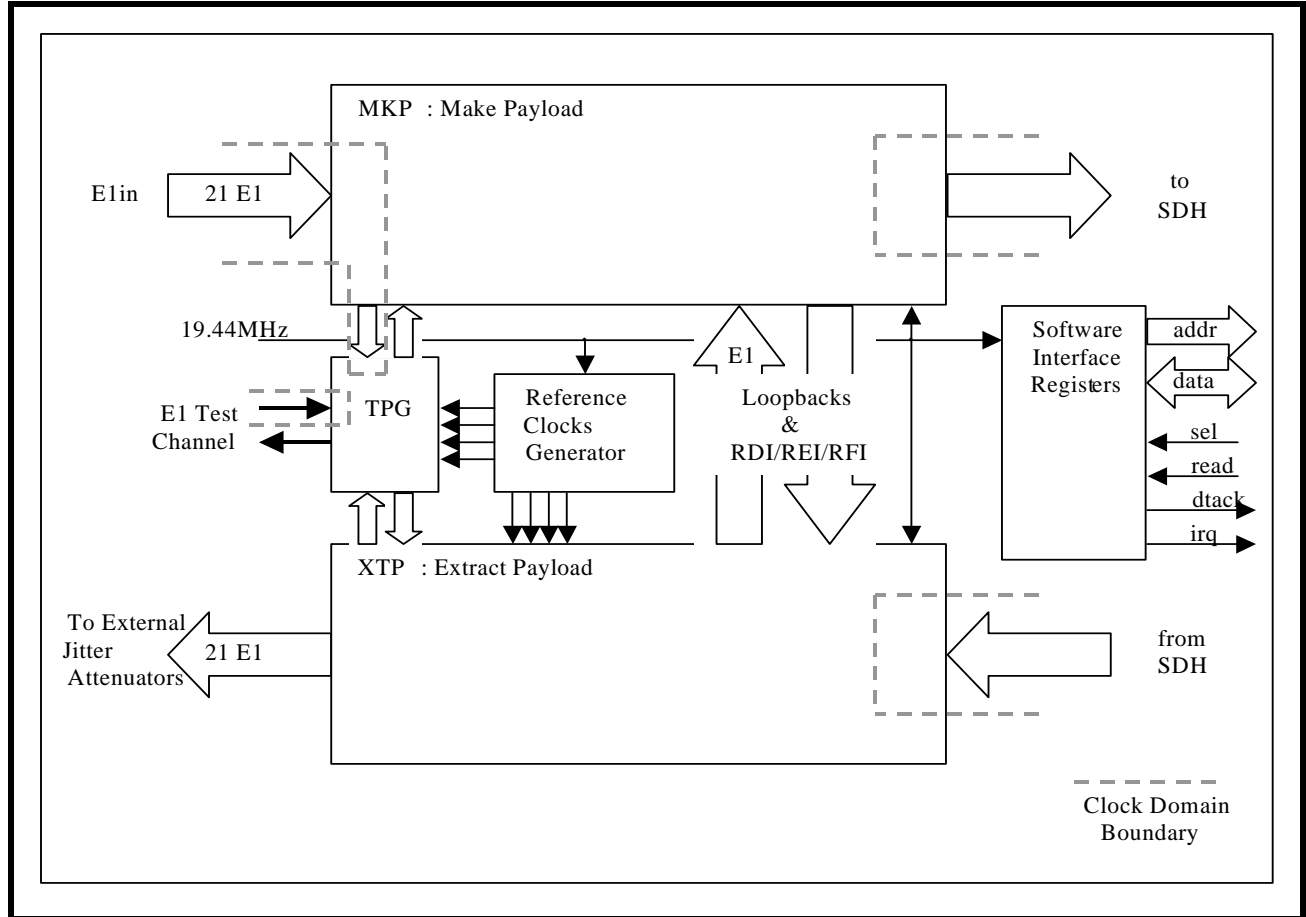 MKP : Make Payload
E1in
21 E1
to
SDH
19.44MHz
E1 Test
Channel
TPG
Reference
Clocks
Generator
E1
Loopbacks
&
RDI/REI/RFI
Software
Interface
Registers
addr
data
sel
read
dtack
irq
XTP : Extract Payload
To External
Jitter
Attenuators
21 E1
from
SDH
Clock Domain
Boundary